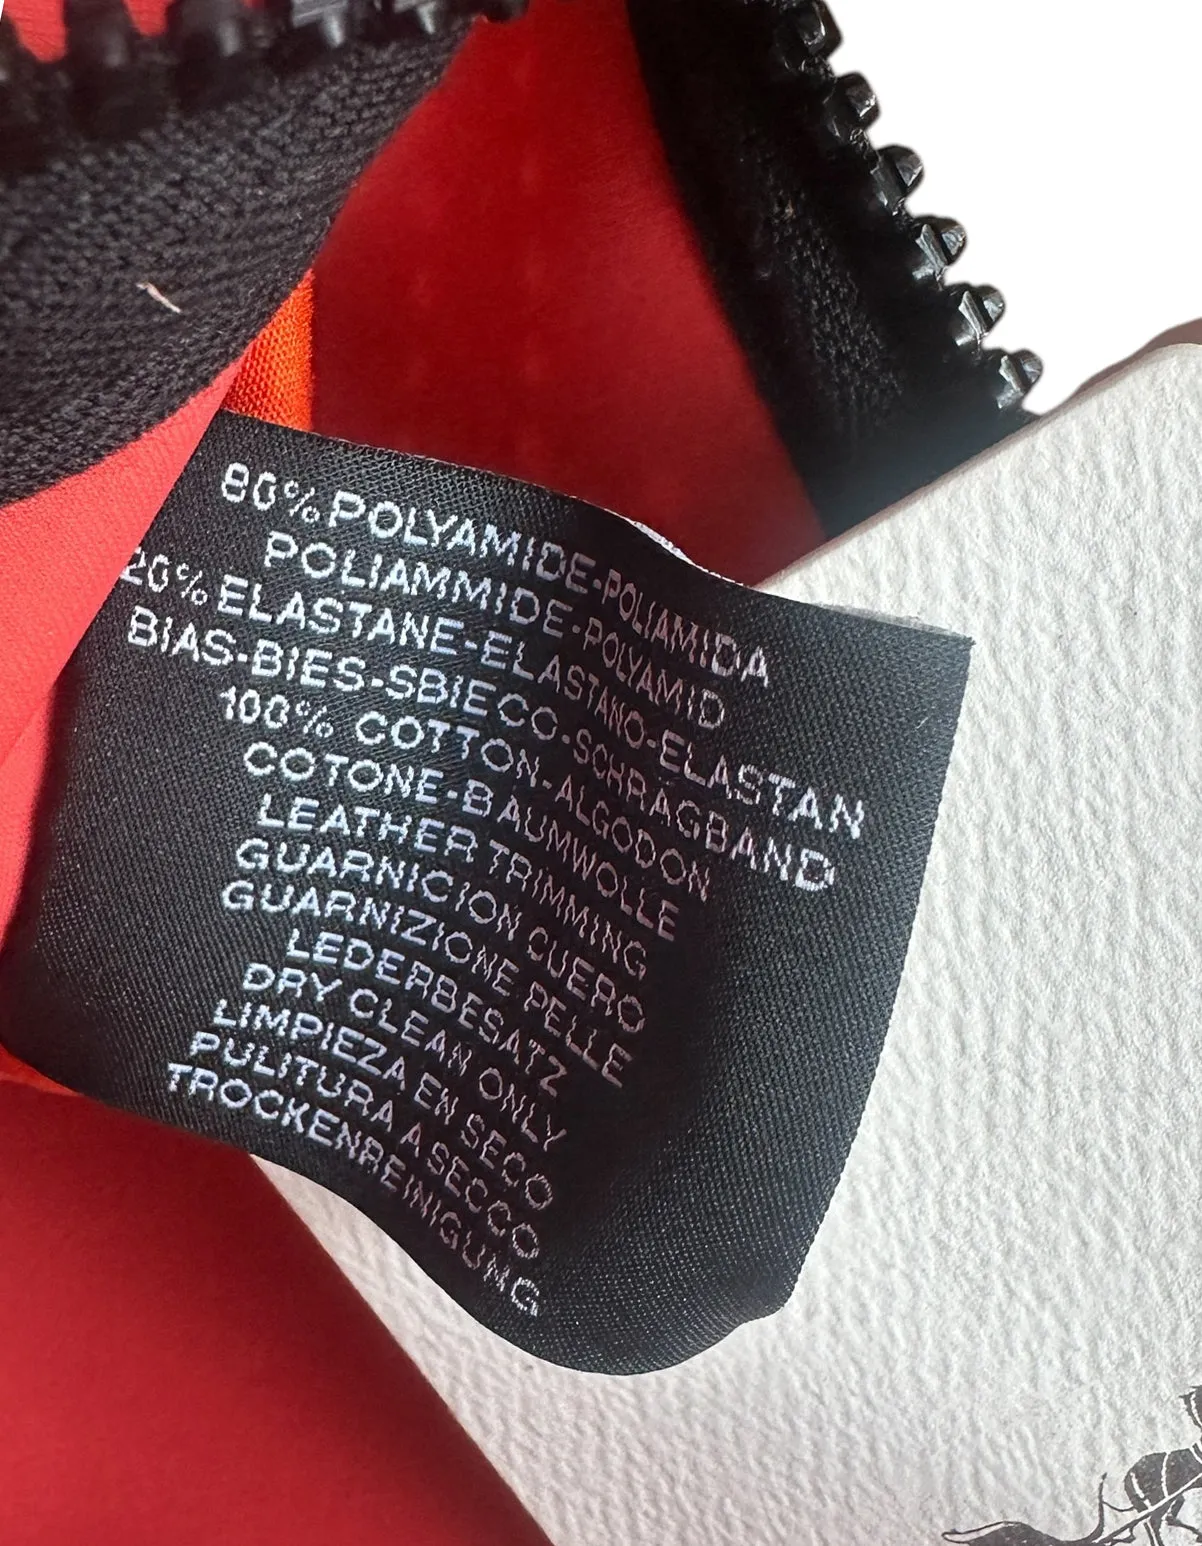 80% POLYAMIDE-POLIAMIDA
POLIAMMIDE-POLYAMID
20% ELASTANE-ELASTANO-ELASTAN
BIAS-BIES-SBIECO-SCHRAGBAND
100% COTTON-ALGODON
COTONE-BAUMWOLLE
LEATHER TRIMMING
GUARNICION CUERO
GUARNIZIONE PELLE
LEDERBESATZ
DRY CLEAN ONLY
LIMPIEZA EN SECO
PULITURA A SECCO
TROCKENREINIGUNG